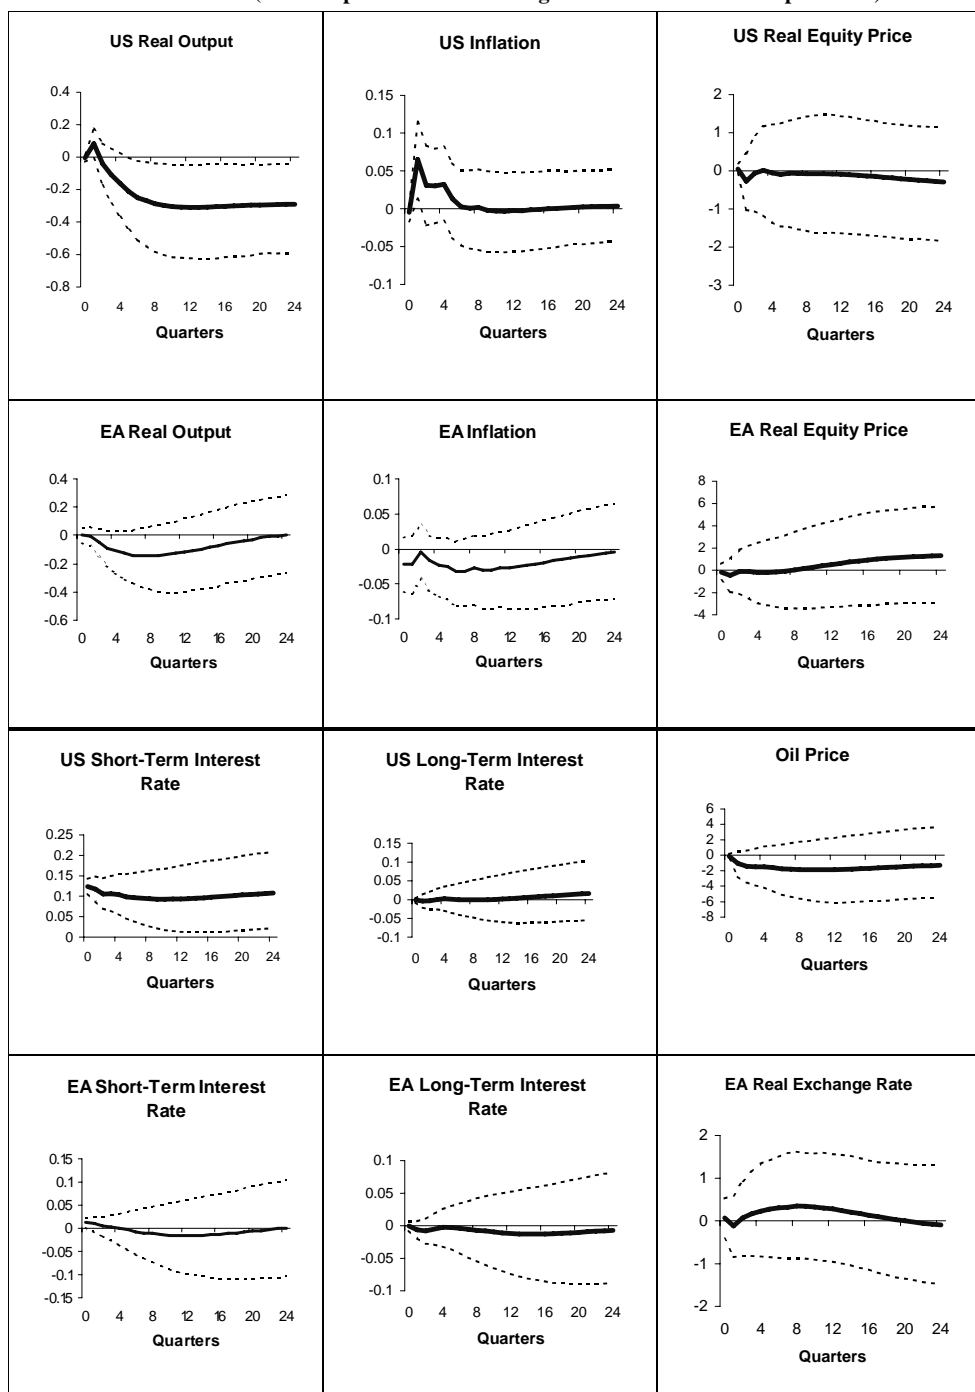 US Real Output
0.4
0.2
0
-0.2
-0.4
-0.6
-0.8
0 4 8 12 16 20 24
Quarters
US Inflation
0.15
0.1
0.05
0
-0.05
-0.1
0 4 8 12 16 20 24
Quarters
US Real Equity Price
2
1
0
-1
-2
-3
0 4 8 12 16 20 24
Quarters
EA Real Output
0.4
0.2
0
-0.2
-0.4
-0.6
0 4 8 12 16 20 24
Quarters
EA Inflation
0.1
0.05
0
-0.05
-0.1
0 4 8 12 16 20 24
Quarters
EA Real Equity Price
8
6
4
2
0
-2
-4
0 4 8 12 16 20 24
Quarters
US Short-Term Interest
Rate
0.25
0.2
0.15
0.1
0.05
0
0 4 8 12 16 20 24
Quarters
US Long-Term Interest
Rate
0.15
0.1
0.05
0
-0.05
-0.1
0 4 8 12 16 20 24
Quarters
Oil Price
6
4
2
0
-2
-4
-6
-8
0 4 8 12 16 20 24
Quarters
EA Short-Term Interest
Rate
0.15
0.1
0.05
0
-0.05
-0.1
-0.15
0 4 8 12 16 20 24
Quarters
EA Long-Term Interest
Rate
0.1
0.05
0
-0.05
-0.1
0 4 8 12 16 20 24
Quarters
EA Real Exchange Rate
2
1
0
-1
-2
0 4 8 12 16 20 24
Quarters